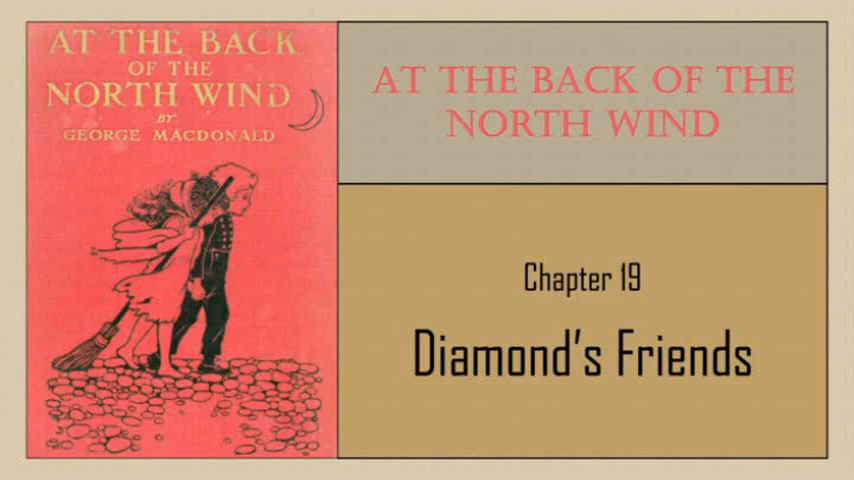 AT THE BACK
OF THE
NORTH WIND
BY
GEORGE MACDONALD
AT THE BACK OF THE
NORTH WIND
Chapter 19
Diamond's Friends